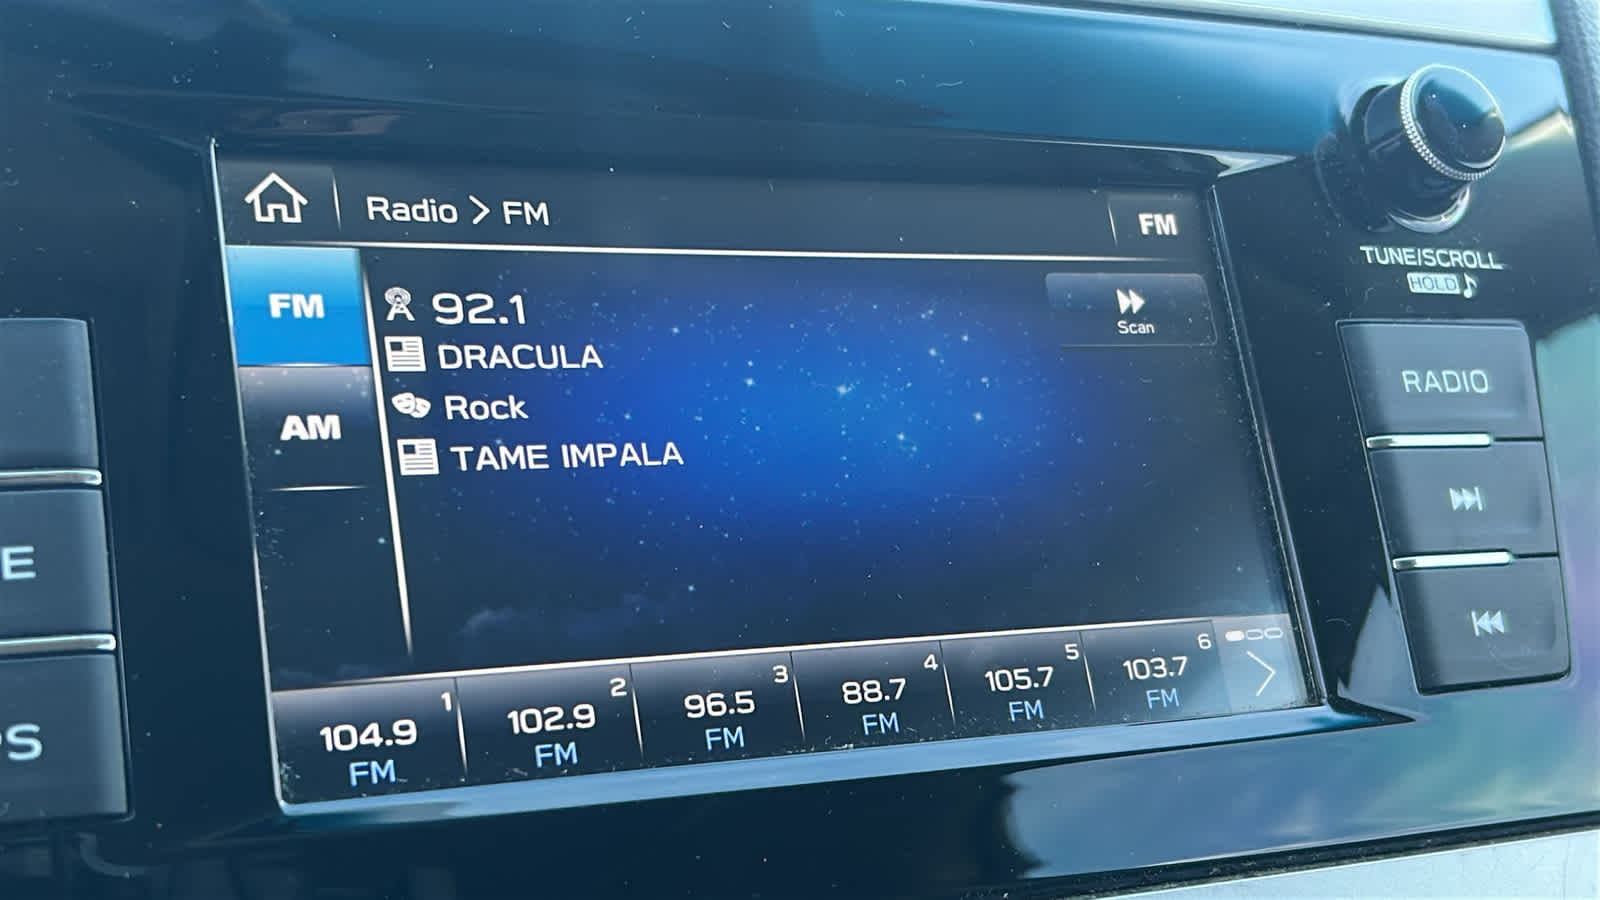 Radio > FM
FM
FM
92.1
Scan
DRACULA
AM
Rock
TAME IMPALA
1
104.9
FM
2
102.9
FM
3
96.5
FM
4
88.7
FM
5
105.7
FM
6
103.7
FM
TUNE/SCROLL
HOLD
RADIO
E
PS